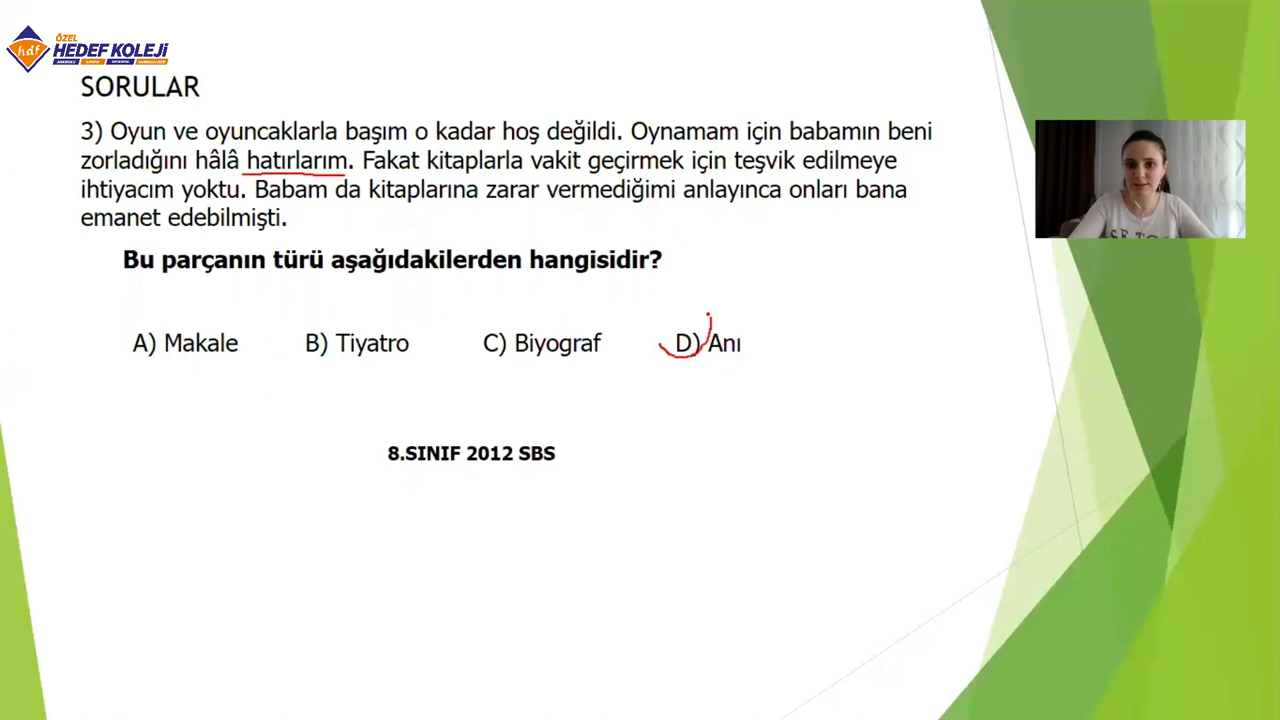 ÖZEL
HEDEF KOLEJİ
hdf
SORULAR
3) Oyun ve oyuncaklarla başım o kadar hoş değildi. Oynamam için babamın beni
zorladığını hâlâ hatırlarım. Fakat kitaplarla vakit geçirmek için teşvik edilmeye
ihtiyacım yoktu. Babam da kitaplarına zarar vermediğimi anlayınca onları bana
emanet edebilmişti.
Bu parçanın türü aşağıdakilerden hangisidir?
A) Makale B) Tiyatro C) Biyograf D) Anı
8.SINIF 2012 SBS